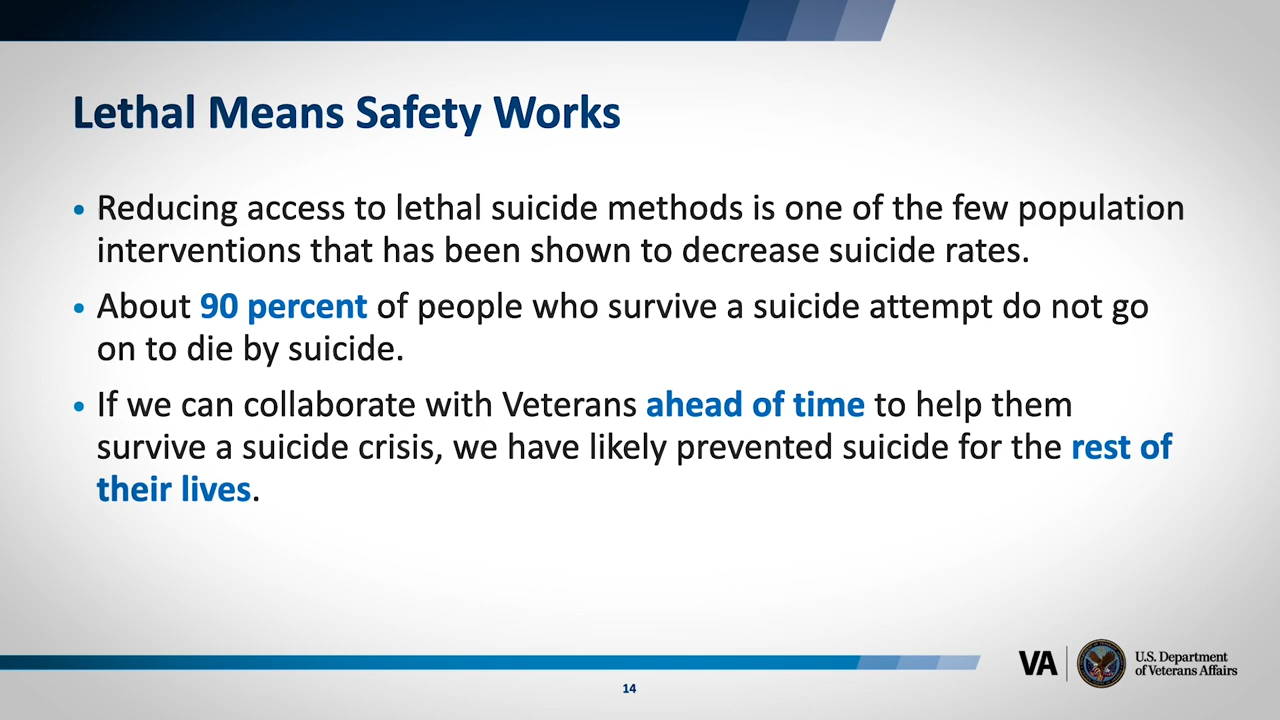 Lethal Means Safety Works
• Reducing access to lethal suicide methods is one of the few population
interventions that has been shown to decrease suicide rates.
• About 90 percent of people who survive a suicide attempt do not go
on to die by suicide.
• If we can collaborate with Veterans ahead of time to help them
survive a suicide crisis, we have likely prevented suicide for the rest of
their lives.
VA
U.S. Department
of Veterans Affairs
14